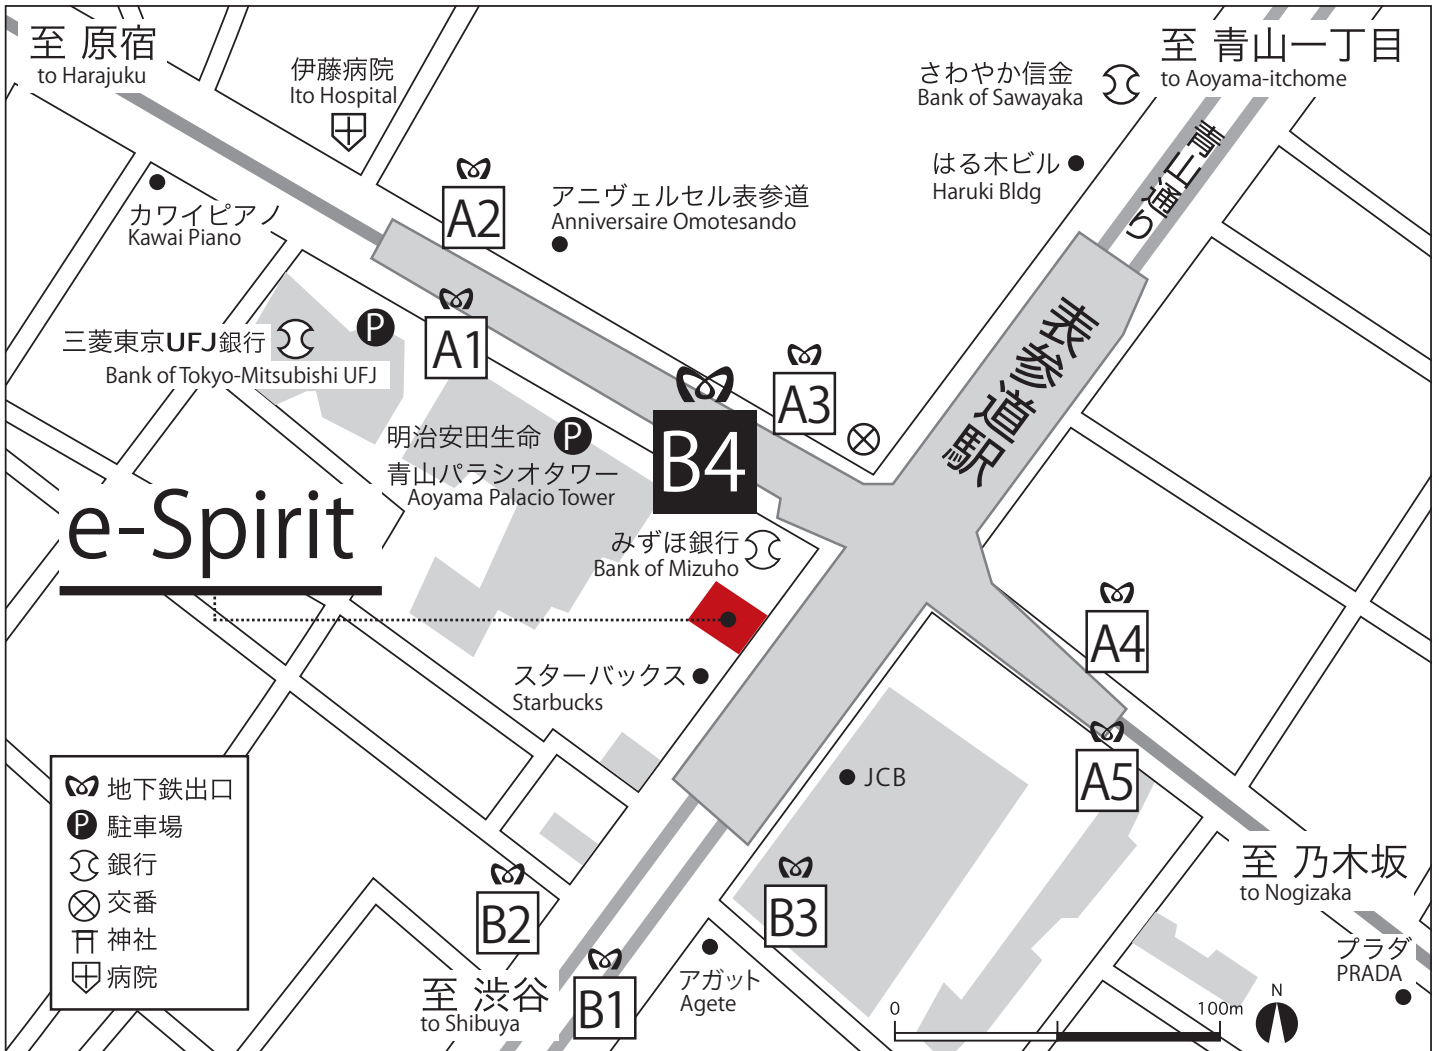 至 原宿
to Harajuku
伊藤病院
Ito Hospital
さわやか信金
Bank of Sawayaka
至 青山一丁目
to Aoyama-itchome
青山通り
はる木ビル
Haruki Bldg
カワイピアノ
Kawai Piano
A2
アニヴェルセル表参道
Anniversaire Omotesando
三菱東京UFJ銀行
Bank of Tokyo-Mitsubishi UFJ
P
A1
A3
表参道駅
B4
明治安田生命
P
青山パラシオタワー
Aoyama Palacio Tower
e-Spirit
みずほ銀行
Bank of Mizuho
スターバックス
Starbucks
A4
A5
JCB
地下鉄出口
P 駐車場
銀行
交番
神社
病院
B2
B3
B1
至 渋谷
to Shibuya
アガット
Agete
至 乃木坂
to Nogizaka
プラダ
PRADA
0
100m
N